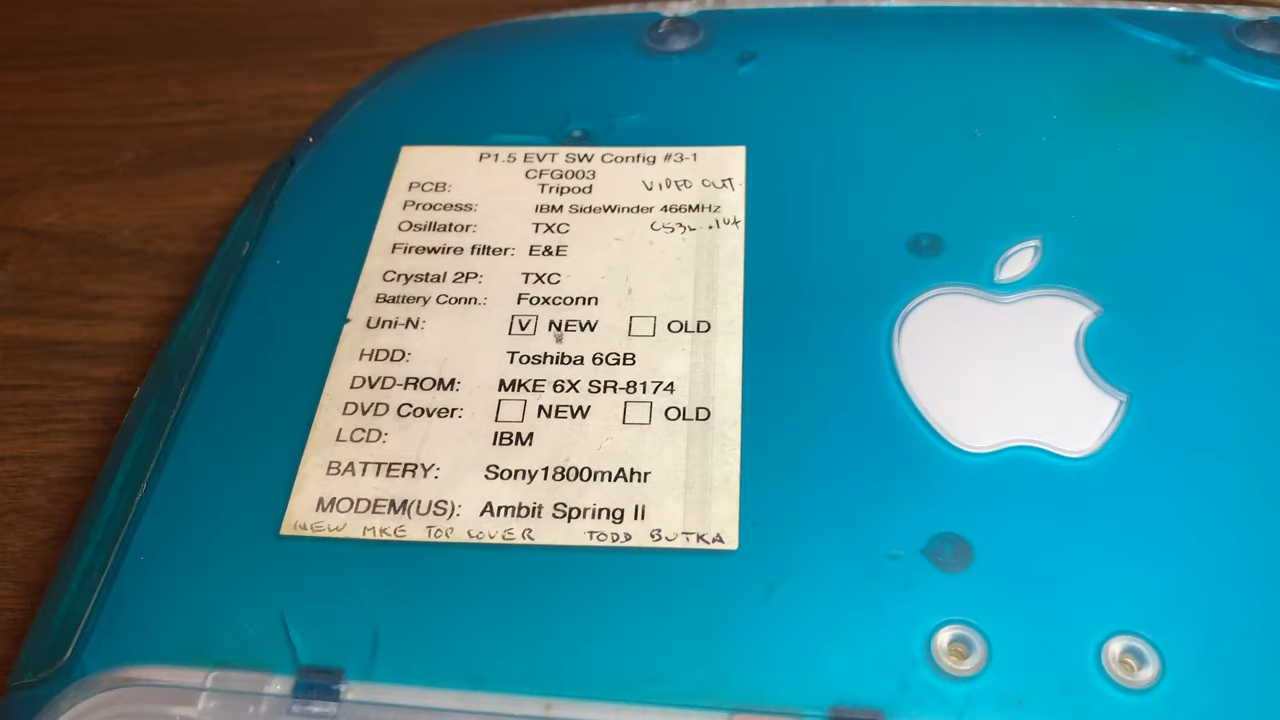 P1.5 EVT SW Config #3-1
CFG003
PCB: Tripod VIDEO OUT
Process: IBM SideWinder 466MHz
Osillator: TXC
Firewire filter: E&E
Crystal 2P: TXC
Battery Conn.: Foxconn
Uni-N: V NEW OLD
HDD: Toshiba 6GB
DVD-ROM: MKE 6X SR-8174
DVD Cover: NEW OLD
LCD: IBM
BATTERY: Sony1800mAhr
MODEM(US): Ambit Spring II
NEW MKE TOP COVER TODD BUTKA